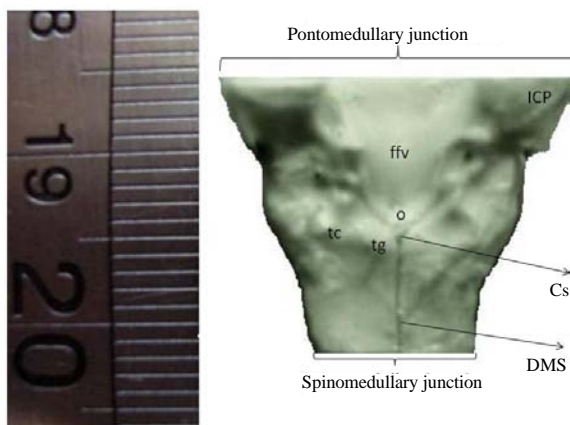 8
19
20
Pontomedullary junction
ICP
ffv
o
tc
tg
Cs
DMS
Spinomedullary junction